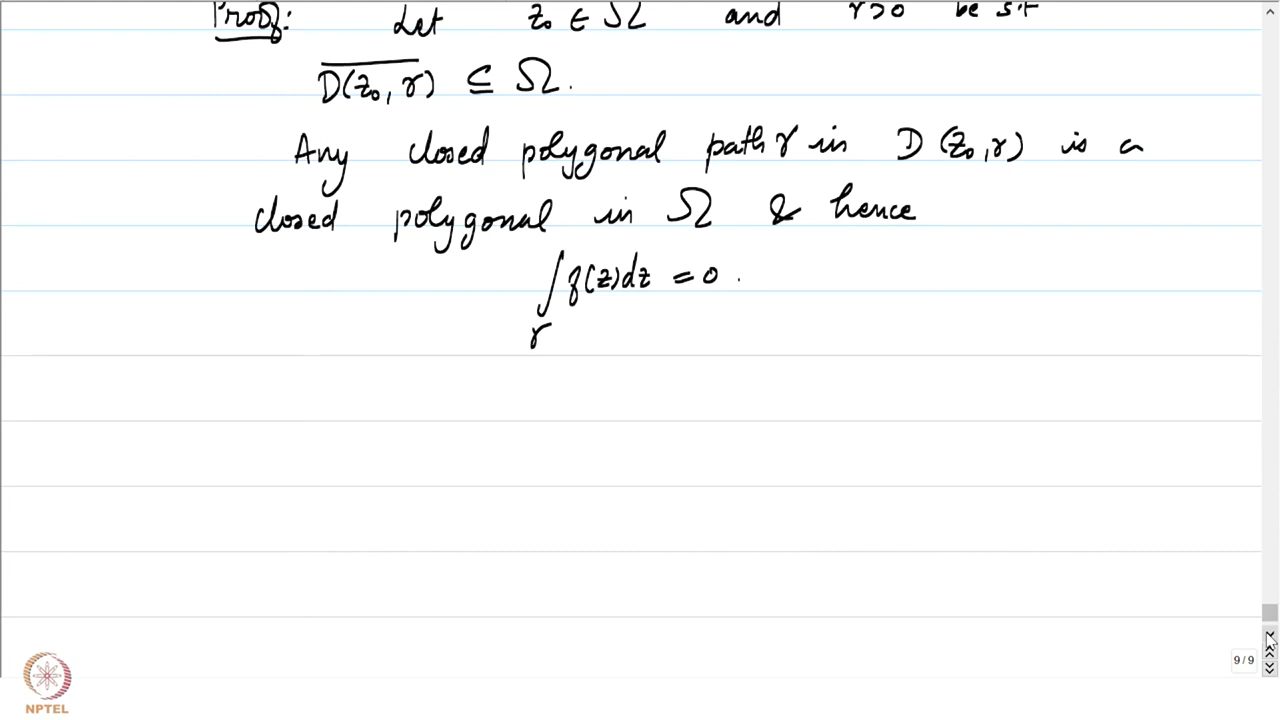 Proof: Let z₀ ∈ Ω and r>0 be s.t
\overline{D(z₀, r)} ⊆ Ω.
Any closed polygonal path γ in D(z₀, r) is a
closed polygonal in Ω & hence
∫_γ f(z)dz = 0.
9 / 9
NPTEL